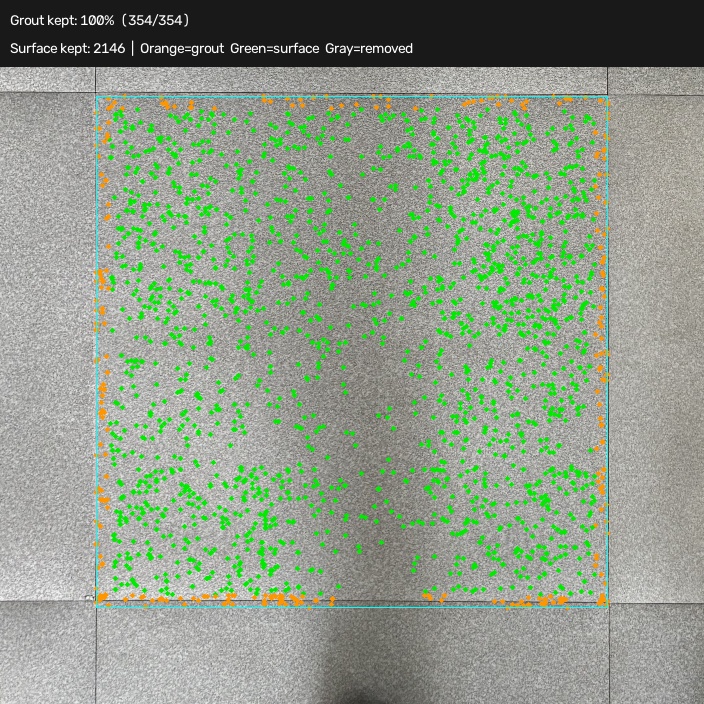 Grout kept: 100% (354/354)
Surface kept: 2146 | Orange=grout Green=surface Gray=removed